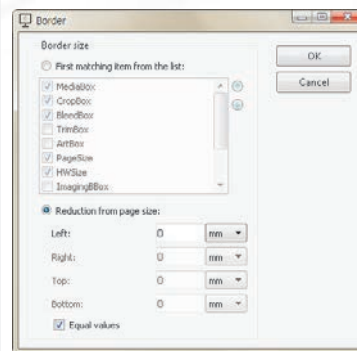 Border
Border size
First matching item from the list:
MediaBox
CropBox
BleedBox
TrimBox
ArtBox
PageSize
HWSize
ImagingBBox
Reduction from page size:
Left: 0 mm
Right: 0 mm
Top: 0 mm
Bottom: 0 mm
Equal values
OK
Cancel